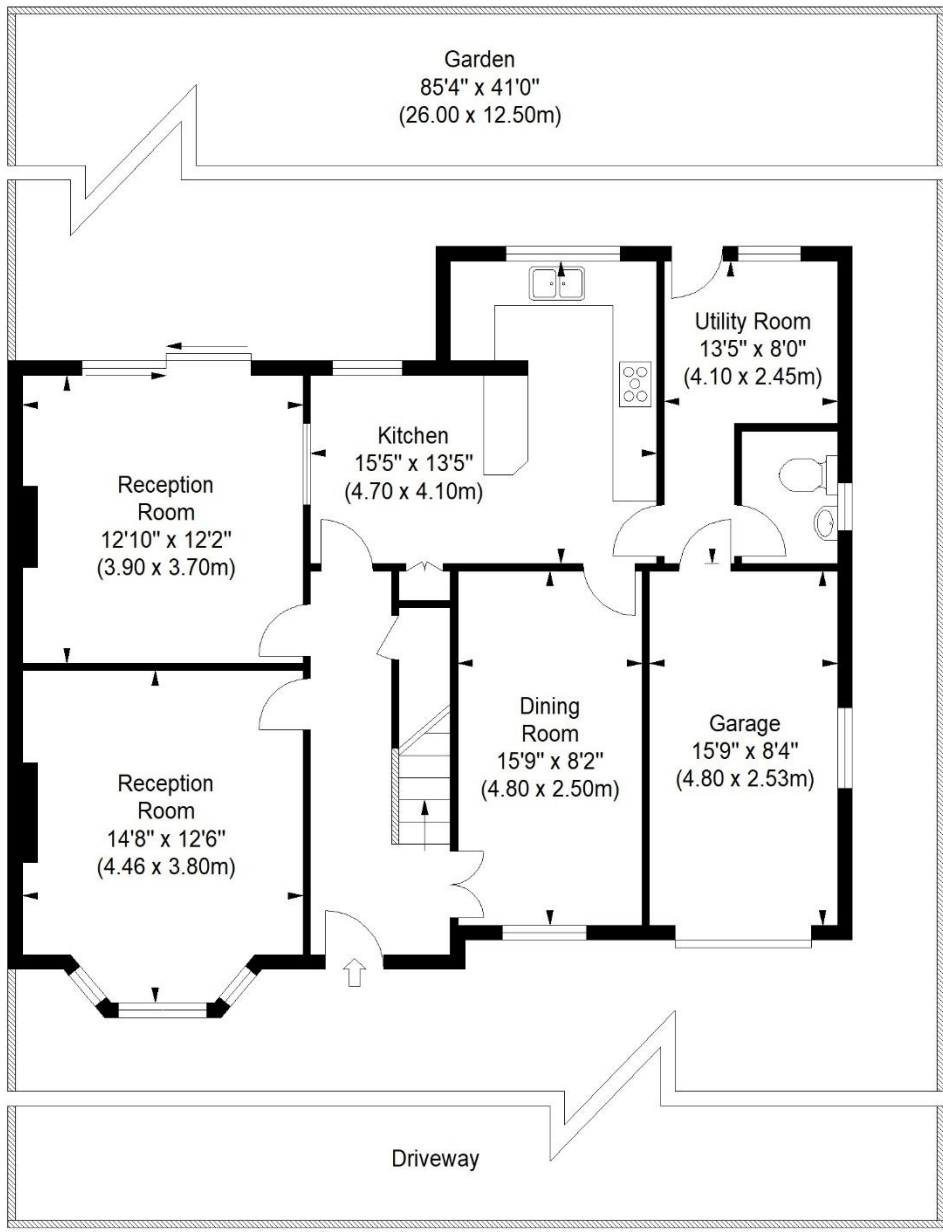 Garden
85'4" x 41'0"
(26.00 x 12.50m)
Utility Room
13'5" x 8'0"
(4.10 x 2.45m)
Kitchen
15'5" x 13'5"
(4.70 x 4.10m)
Reception
Room
12'10" x 12'2"
(3.90 x 3.70m)
Dining
Room
15'9" x 8'2"
(4.80 x 2.50m)
Garage
15'9" x 8'4"
(4.80 x 2.53m)
Reception
Room
14'8" x 12'6"
(4.46 x 3.80m)
Driveway